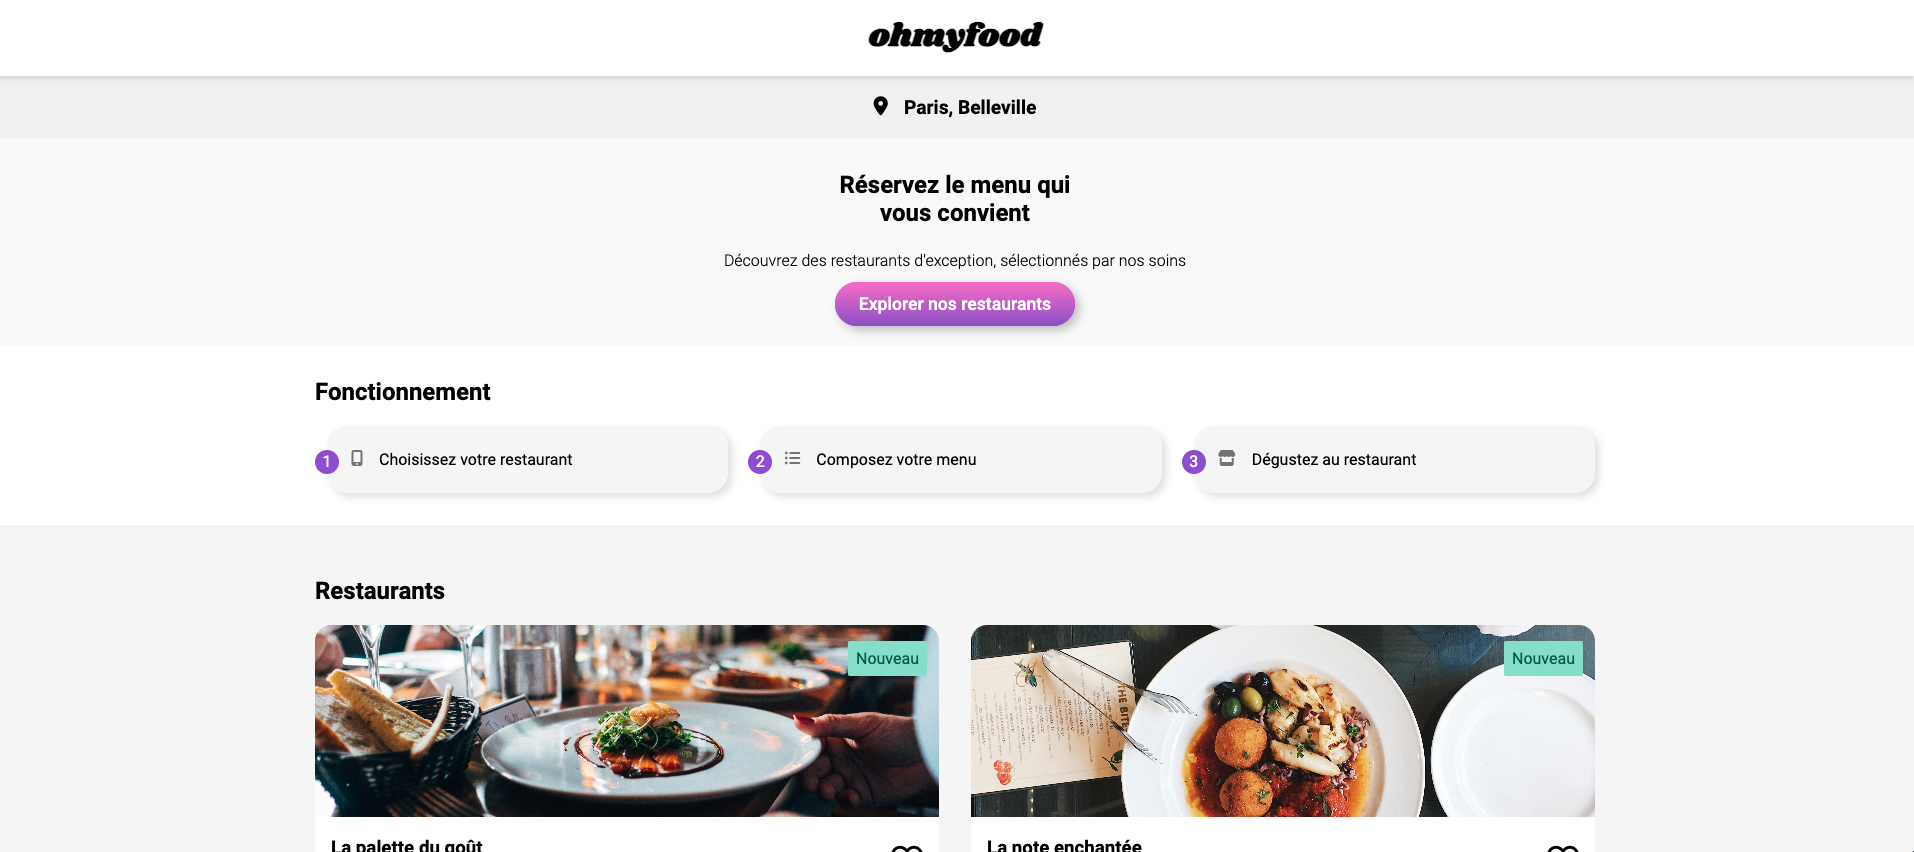 ohmyfood
Paris, Belleville
Réservez le menu qui
vous convient
Découvrez des restaurants d'exception, sélectionnés par nos soins
Explorer nos restaurants
Fonctionnement
1 Choisissez votre restaurant
2 Composez votre menu
3 Dégustez au restaurant
Restaurants
Nouveau
Nouveau
THE BITE
La palette du goût
La note enchantée